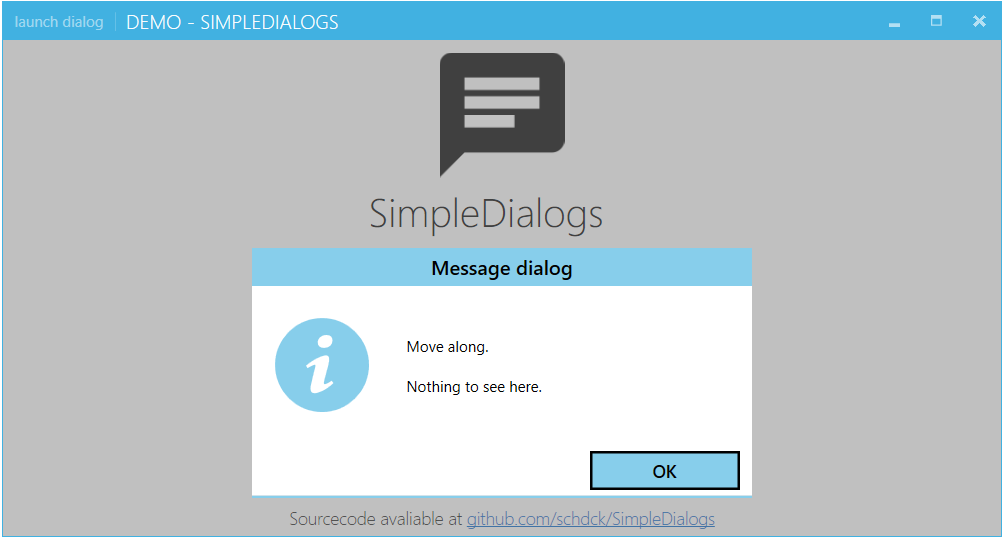 launch dialog DEMO - SIMPLEDIALOGS
SimpleDialogs
Message dialog
Move along.
Nothing to see here.
OK
Sourcecode avaliable at github.com/schdck/SimpleDialogs